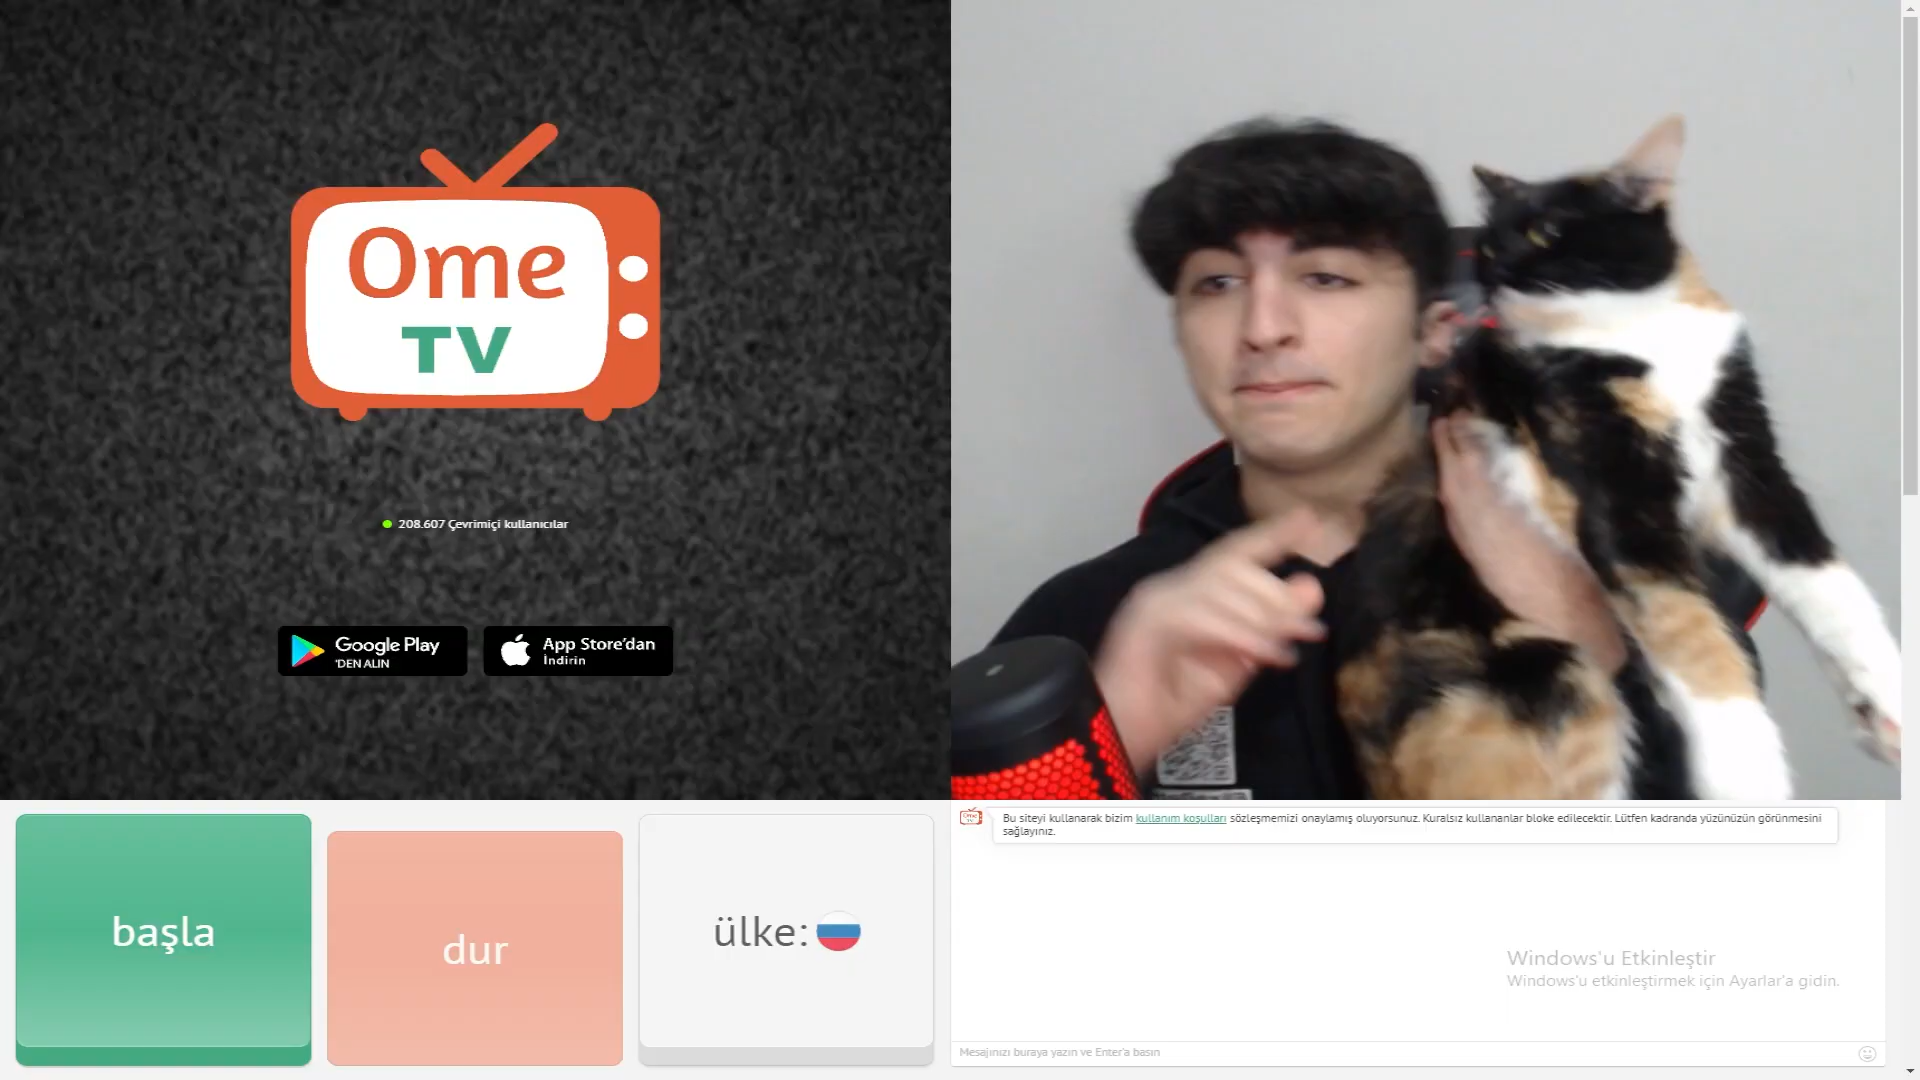 Ome
TV
208.607 Çevrimiçi kullanıcılar
Google Play
'DEN ALIN
App Store'dan
İndirin
başla
dur
ülke:
Ome
TV
Bu siteyi kullanarak bizim kullanım koşulları sözleşmemizi onaylamış oluyorsunuz. Kuralsız kullananlar bloke edilecektir. Lütfen kadranda yüzünüzün görünmesini
sağlayınız.
Windows'u Etkinleştir
Windows'u etkinleştirmek için Ayarlar'a gidin.
Mesajınızı buraya yazın ve Enter'a basın